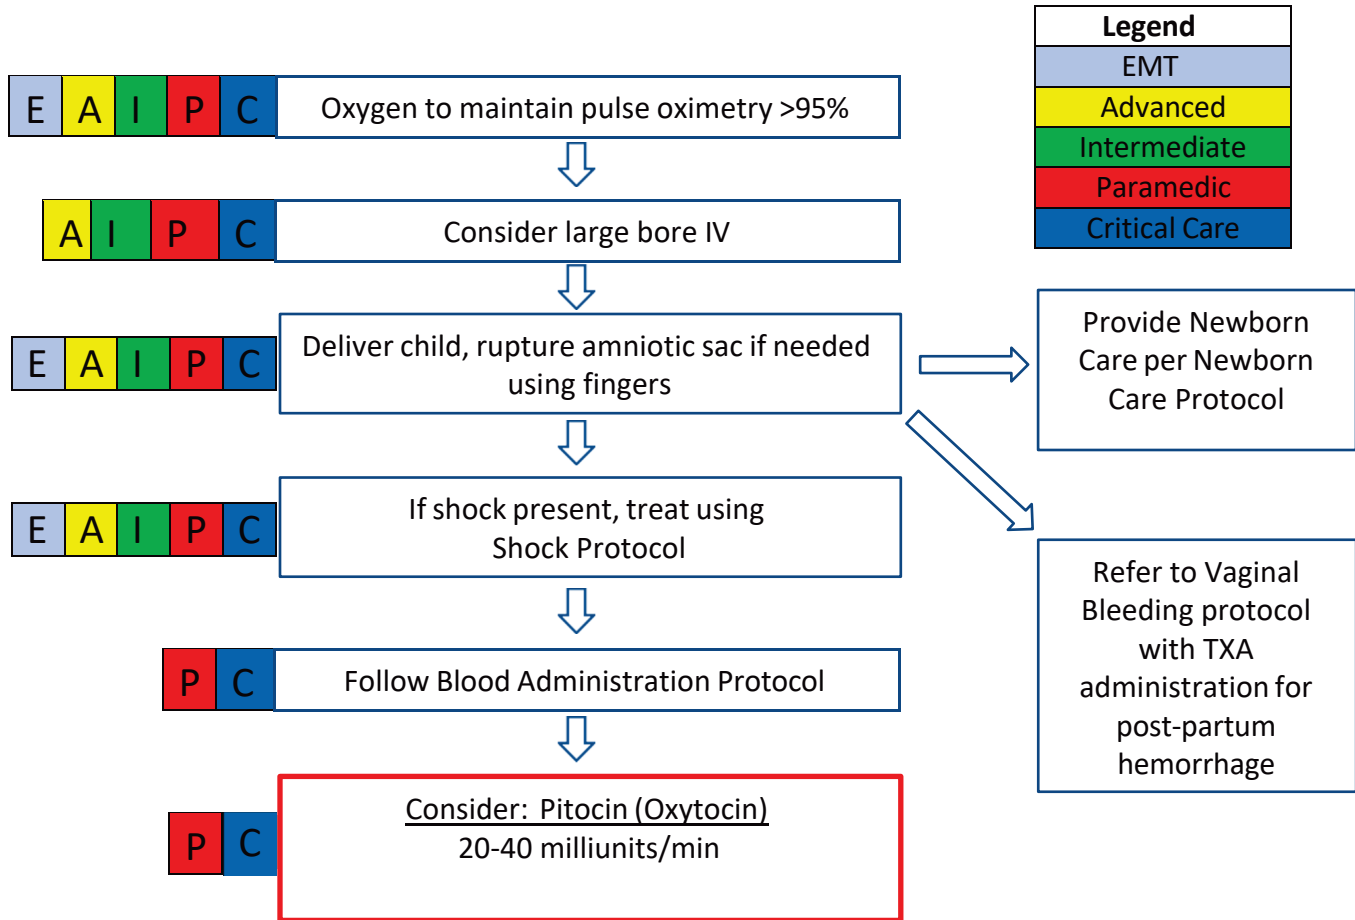 Legend
EMT
Advanced
Intermediate
Paramedic
Critical Care
E A I P C
Oxygen to maintain pulse oximetry >95%
A I P C
Consider large bore IV
E A I P C
Deliver child, rupture amniotic sac if needed
using fingers
Provide Newborn
Care per Newborn
Care Protocol
E A I P C
If shock present, treat using
Shock Protocol
Refer to Vaginal
Bleeding protocol
with TXA
administration for
post-partum
hemorrhage
P C
Follow Blood Administration Protocol
P C
Consider: Pitocin (Oxytocin)
20-40 milliunits/min